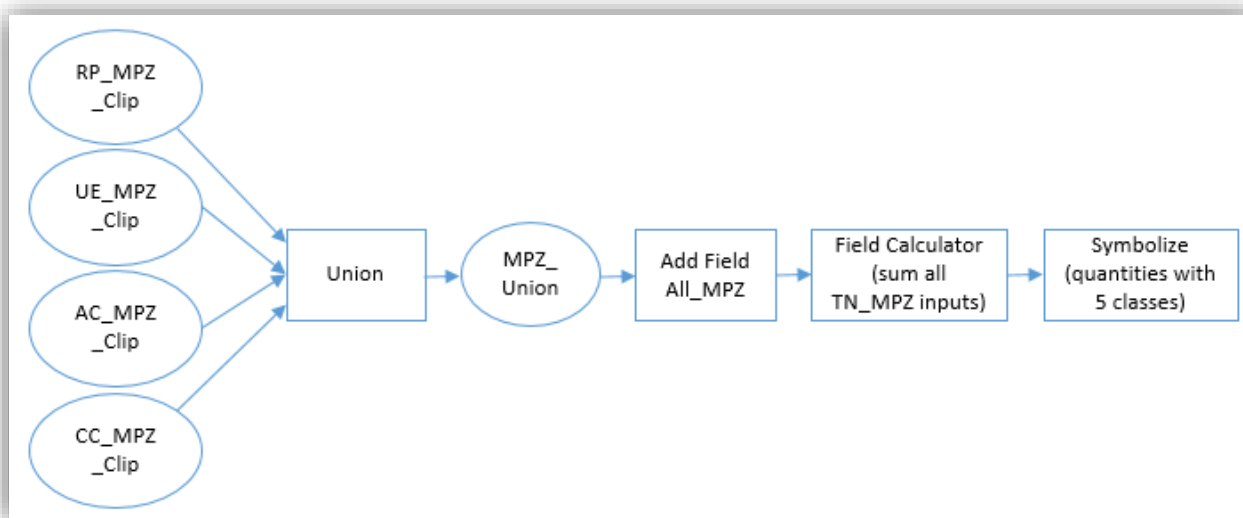 RP_MPZ
_Clip
UE_MPZ
_Clip
AC_MPZ
_Clip
CC_MPZ
_Clip
Union
MPZ_
Union
Add Field
All_MPZ
Field Calculator
(sum all
TN_MPZ inputs)
Symbolize
(quantities with
5 classes)